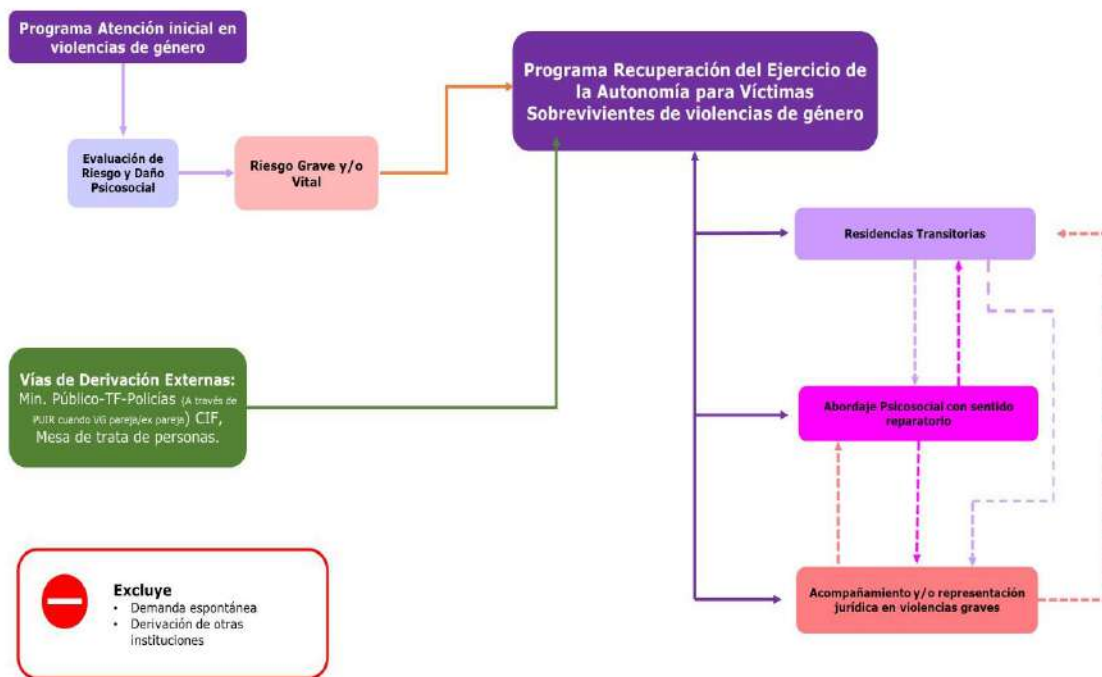 Programa Atención inicial en
violencias de género
Programa Recuperación del Ejercicio de
la Autonomía para Víctimas
Sobrevivientes de violencias de género
Evaluación de
Riesgo y Daño
Psicosocial
Riesgo Grave y/o
Vital
Residencias Transitorias
Vías de Derivación Externas:
Min. Público-TF-Policías (A través de
PUIR cuando VG pareja/ex pareja) CIF,
Mesa de trata de personas.
Abordaje Psicosocial con sentido
reparatorio
Acompañamiento y/o representación
jurídica en violencias graves
Excluye
• Demanda espontánea
• Derivación de otras
instituciones